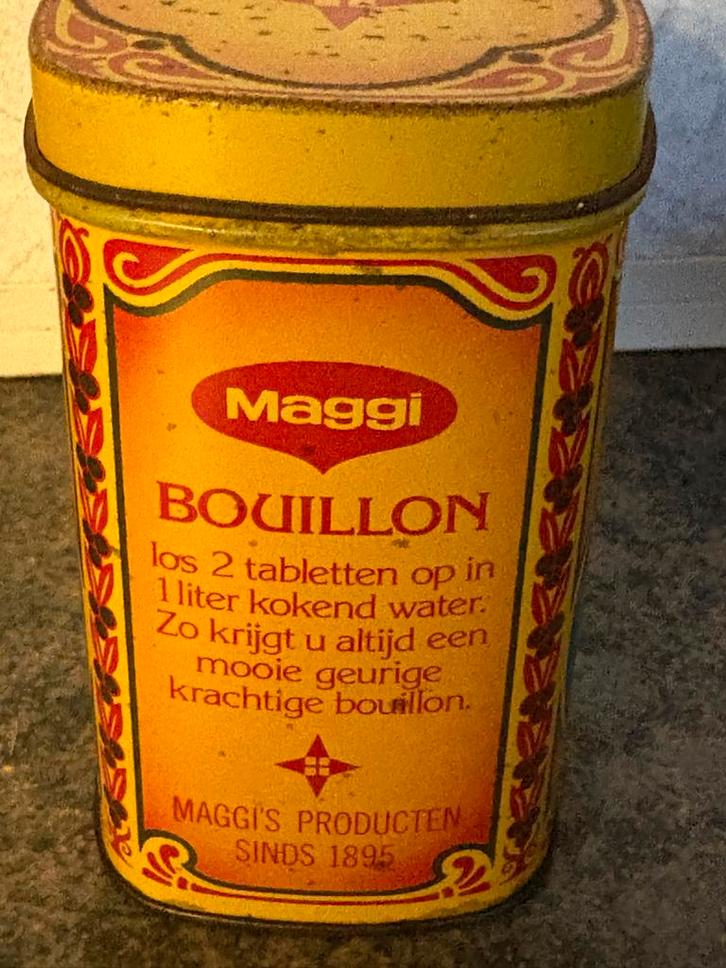 Maggi
BOUILLON
los 2 tabletten op in
1 liter kokend water.
Zo krijgt u altijd een
mooie geurige
krachtige bouillon.
MAGGI'S PRODUCTEN
SINDS 1895